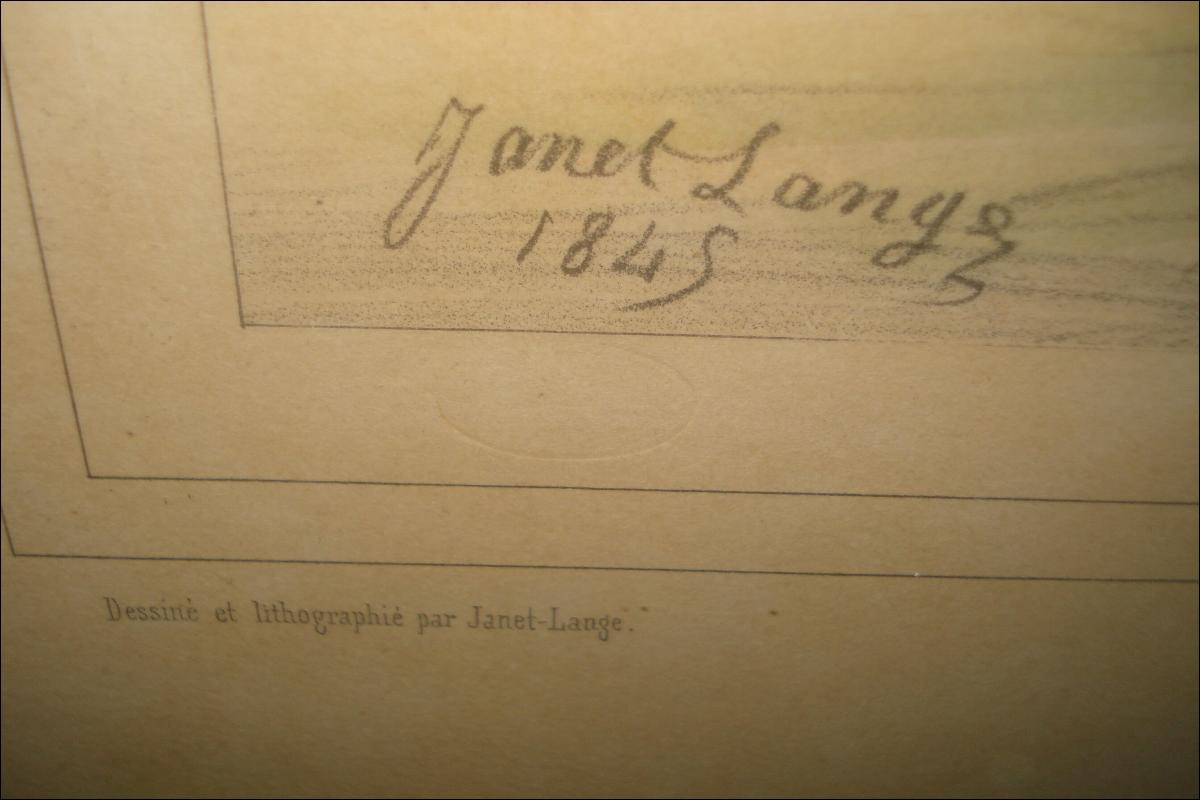 Janet Lange
1845
Dessiné et lithographié par Janet-Lange.